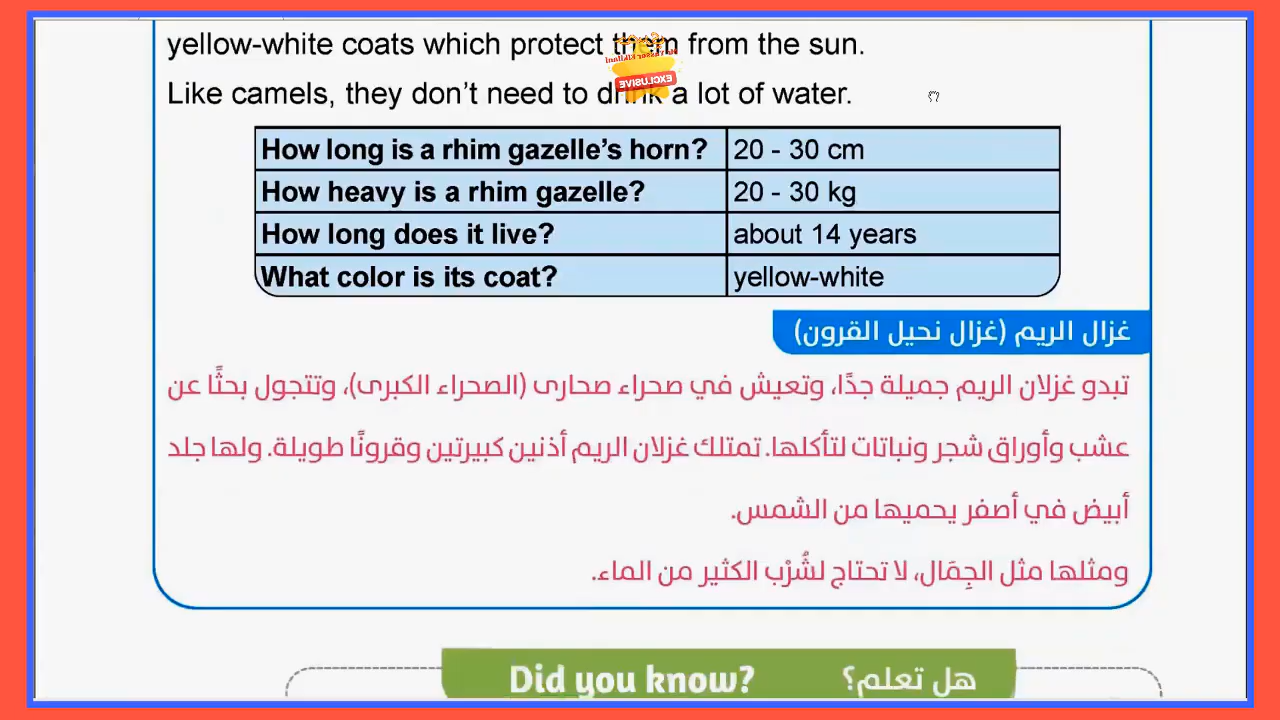 yellow-white coats which protect them from the sun.
Like camels, they don't need to drink a lot of water.
How long is a rhim gazelle's horn? 20 - 30 cm
How heavy is a rhim gazelle? 20 - 30 kg
How long does it live? about 14 years
What color is its coat? yellow-white
غزال الريم (غزال نحيل القرون)
تبدو غزلان الريم جميلة جدًا، وتعيش في صحراء صحارى (الصحراء الكبرى)، وتتجول بحثًا عن
عشب وأوراق شجر ونباتات لتأكلها. تمتلك غزلان الريم أذنين كبيرتين وقرونًا طويلة. ولها جلد
أبيض في أصفر يحميها من الشمس.
ومثلها مثل الجِمَال، لا تحتاج لشُرْب الكثير من الماء.
Did you know? هل تعلم؟
EXCLUSIVE